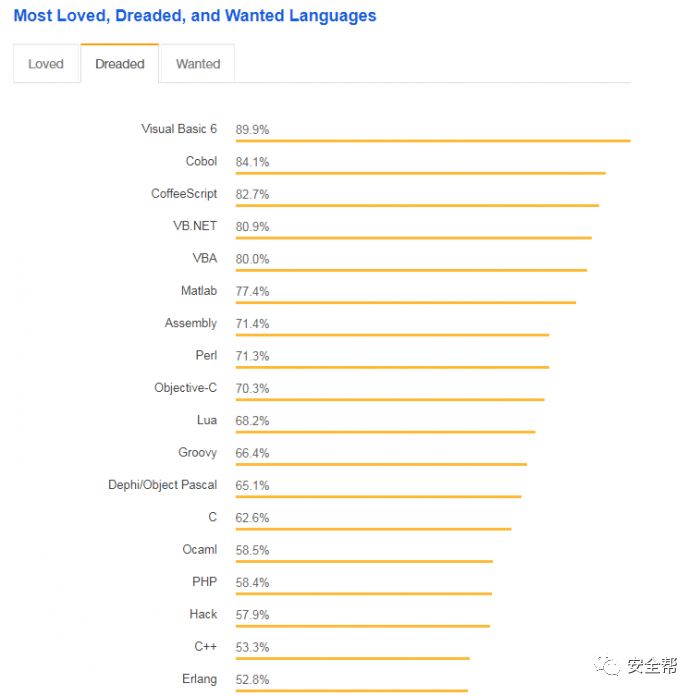 Most Loved, Dreaded, and Wanted Languages
Loved Dreaded Wanted
Visual Basic 6 89.9%
Cobol 84.1%
CoffeeScript 82.7%
VB.NET 80.9%
VBA 80.0%
Matlab 77.4%
Assembly 71.4%
Perl 71.3%
Objective-C 70.3%
Lua 68.2%
Groovy 66.4%
Dephi/Object Pascal 65.1%
C 62.6%
Ocaml 58.5%
PHP 58.4%
Hack 57.9%
C++ 53.3%
Erlang 52.8%
安全帮